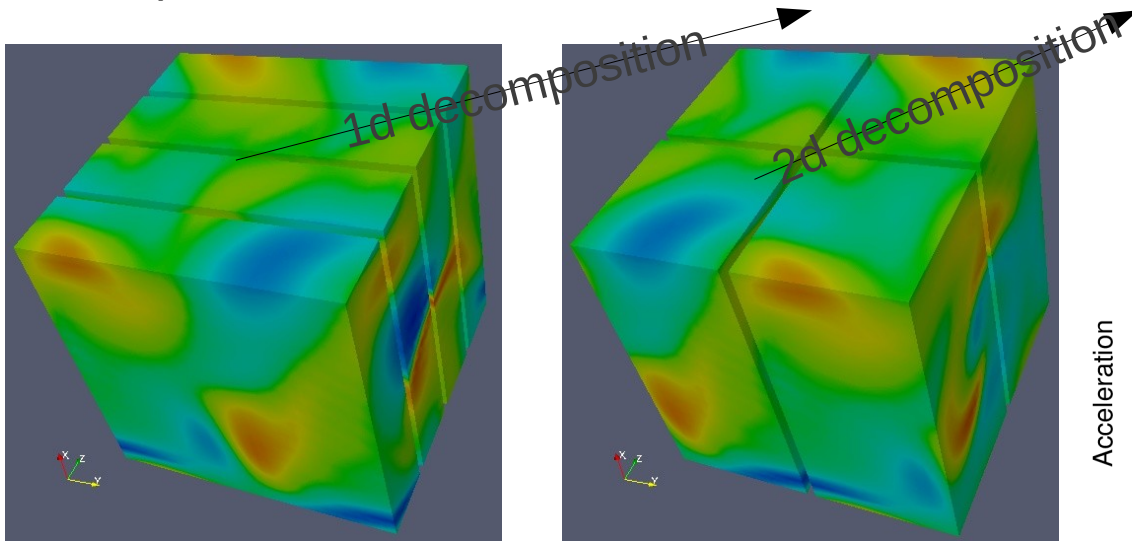 1d decomposition
2d decomposition
Acceleration
X
Z
Y
X
Z
Y